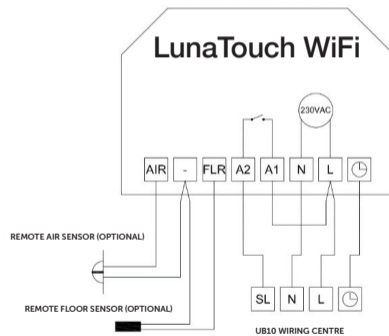 LunaTouch WiFi
230VAC
AIR - FLR A2 A1 N L
REMOTE AIR SENSOR (OPTIONAL)
SL N L
REMOTE FLOOR SENSOR (OPTIONAL)
UB10 WIRING CENTRE